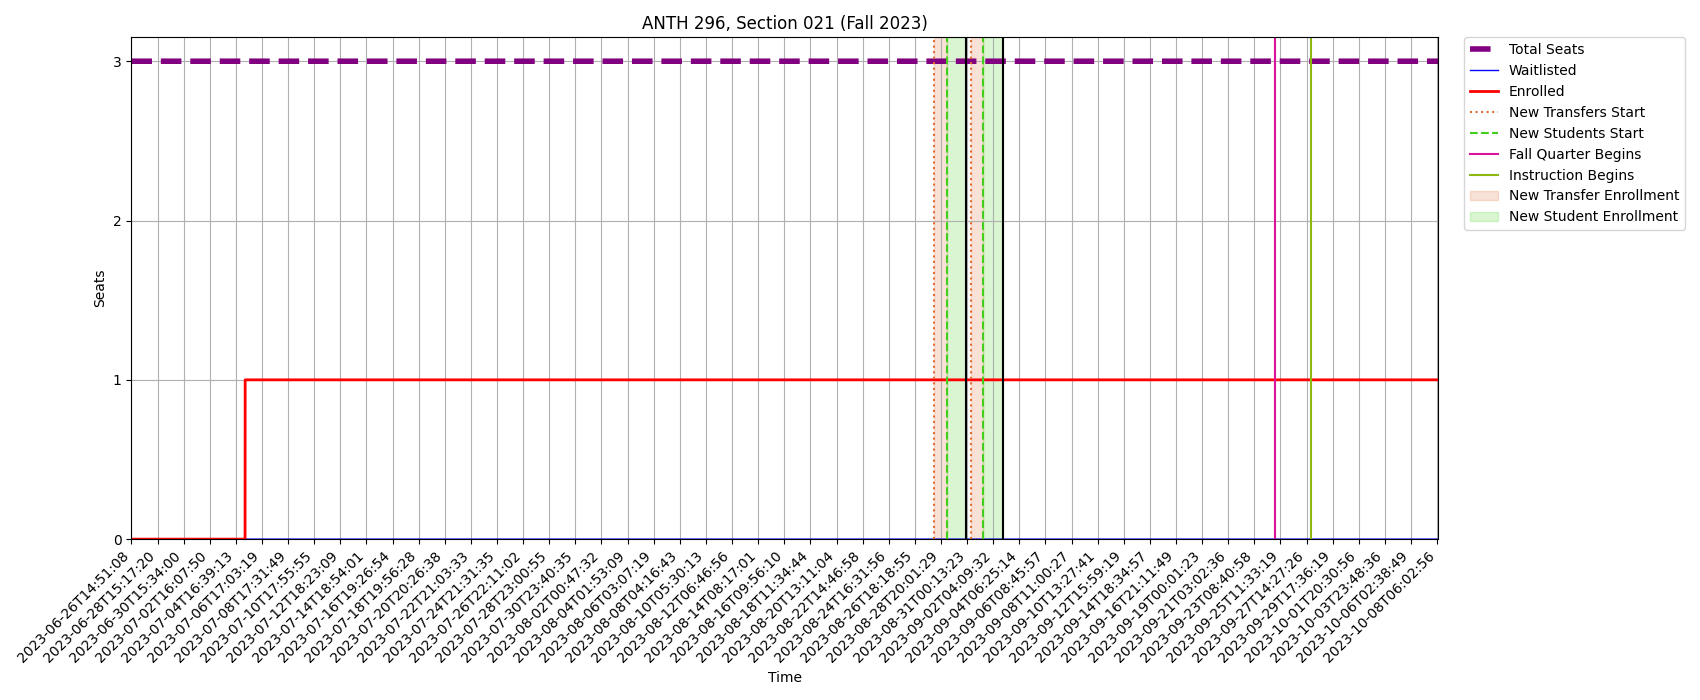 ANTH 296, Section 021 (Fall 2023)
3
2
1
0
Seats
2023-06-26T14:51:08
2023-06-28T15:17:20
2023-06-30T15:34:00
2023-07-02T16:07:50
2023-07-04T16:39:13
2023-07-06T17:03:19
2023-07-08T17:31:49
2023-07-10T17:55:55
2023-07-12T18:23:09
2023-07-14T18:54:01
2023-07-16T19:26:54
2023-07-18T19:56:28
2023-07-20T20:26:38
2023-07-22T21:03:33
2023-07-24T21:31:35
2023-07-26T22:11:02
2023-07-28T23:00:55
2023-07-30T23:40:35
2023-08-02T00:47:32
2023-08-04T01:53:09
2023-08-06T03:07:19
2023-08-08T04:16:43
2023-08-10T05:30:13
2023-08-12T06:46:56
2023-08-14T08:17:01
2023-08-16T09:56:10
2023-08-18T11:34:44
2023-08-20T13:11:04
2023-08-22T14:46:58
2023-08-24T16:31:56
2023-08-26T18:18:55
2023-08-28T20:01:29
2023-08-31T00:13:23
2023-09-02T04:09:32
2023-09-04T06:25:14
2023-09-06T08:45:57
2023-09-08T11:00:27
2023-09-10T13:27:41
2023-09-12T15:59:19
2023-09-14T18:34:57
2023-09-16T21:11:49
2023-09-19T00:01:23
2023-09-21T03:02:36
2023-09-23T08:40:58
2023-09-25T11:33:19
2023-09-27T14:27:26
2023-09-29T17:36:19
2023-10-01T20:30:56
2023-10-03T23:48:36
2023-10-06T02:38:49
2023-10-08T06:02:56
Time
Total Seats
Waitlisted
Enrolled
New Transfers Start
New Students Start
Fall Quarter Begins
Instruction Begins
New Transfer Enrollment
New Student Enrollment